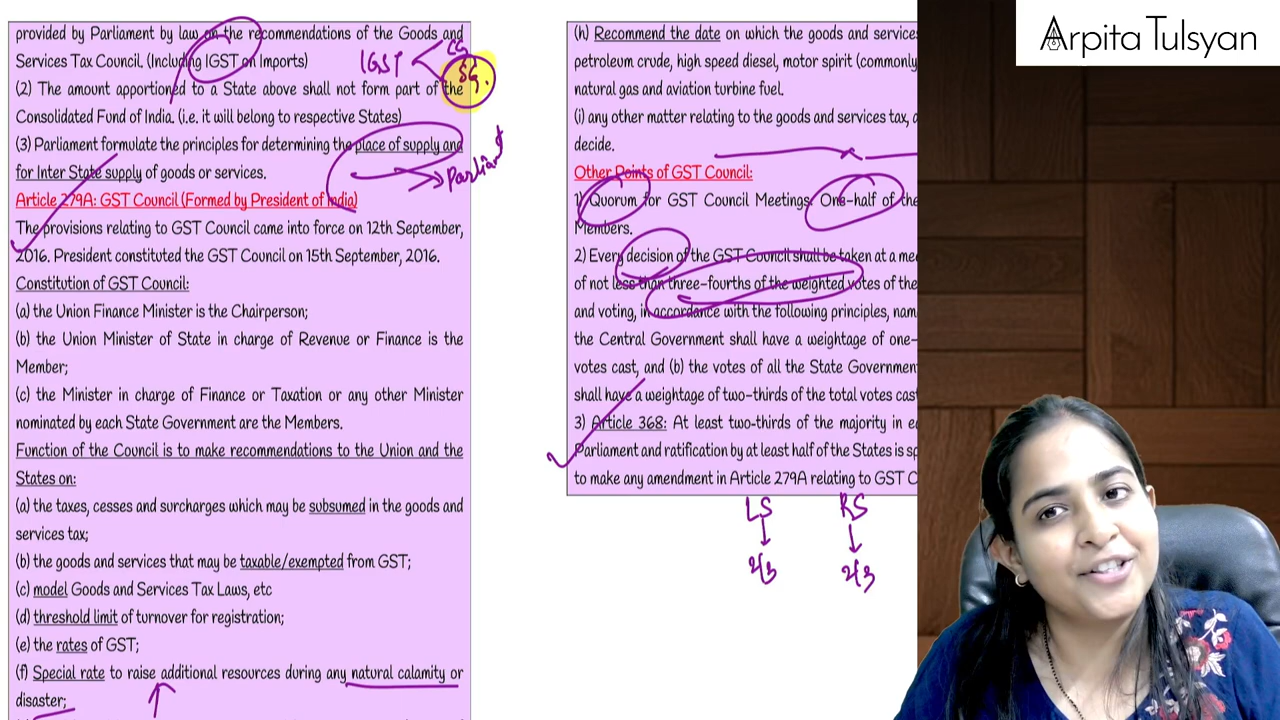 provided by Parliament by law on the recommendations of the Goods and
Services Tax Council. (Including IGST on Imports)
(2) The amount apportioned to a State above shall not form part of the
Consolidated Fund of India. (i.e. it will belong to respective States)
(3) Parliament formulate the principles for determining the place of supply and
for Inter State supply of goods or services.
Article 279A: GST Council (Formed by President of India)
The provisions relating to GST Council came into force on 12th September,
2016. President constituted the GST Council on 15th September, 2016.
Constitution of GST Council:
(a) the Union Finance Minister is the Chairperson;
(b) the Union Minister of State in charge of Revenue or Finance is the
Member;
(c) the Minister in charge of Finance or Taxation or any other Minister
nominated by each State Government are the Members.
Function of the Council is to make recommendations to the Union and the
States on:
(a) the taxes, cesses and surcharges which may be subsumed in the goods and
services tax;
(b) the goods and services that may be taxable/exempted from GST;
(c) model Goods and Services Tax Laws, etc
(d) threshold limit of turnover for registration;
(e) the rates of GST;
(f) Special rate to raise additional resources during any natural calamity or
disaster;
IGST
CG
SG.
(h) Recommend the date on which the goods and services
petroleum crude, high speed diesel, motor spirit (commonly
natural gas and aviation turbine fuel.
(i) any other matter relating to the goods and services tax, a
decide.
Other Points of GST Council:
1) Quorum for GST Council Meetings: One-half of the
Members.
2) Every decision of the GST Council shall be taken at a mee
of not less than three-fourths of the weighted votes of the
and voting, in accordance with the following principles, nam
the Central Government shall have a weightage of one-
votes cast, and (b) the votes of all the State Government
shall have a weightage of two-thirds of the total votes cast
3) Article 368: At least two-thirds of the majority in ea
Parliament and ratification by at least half of the States is sp
to make any amendment in Article 279A relating to GST C
LS RS
2/3 2/3
Arpita Tulsyan